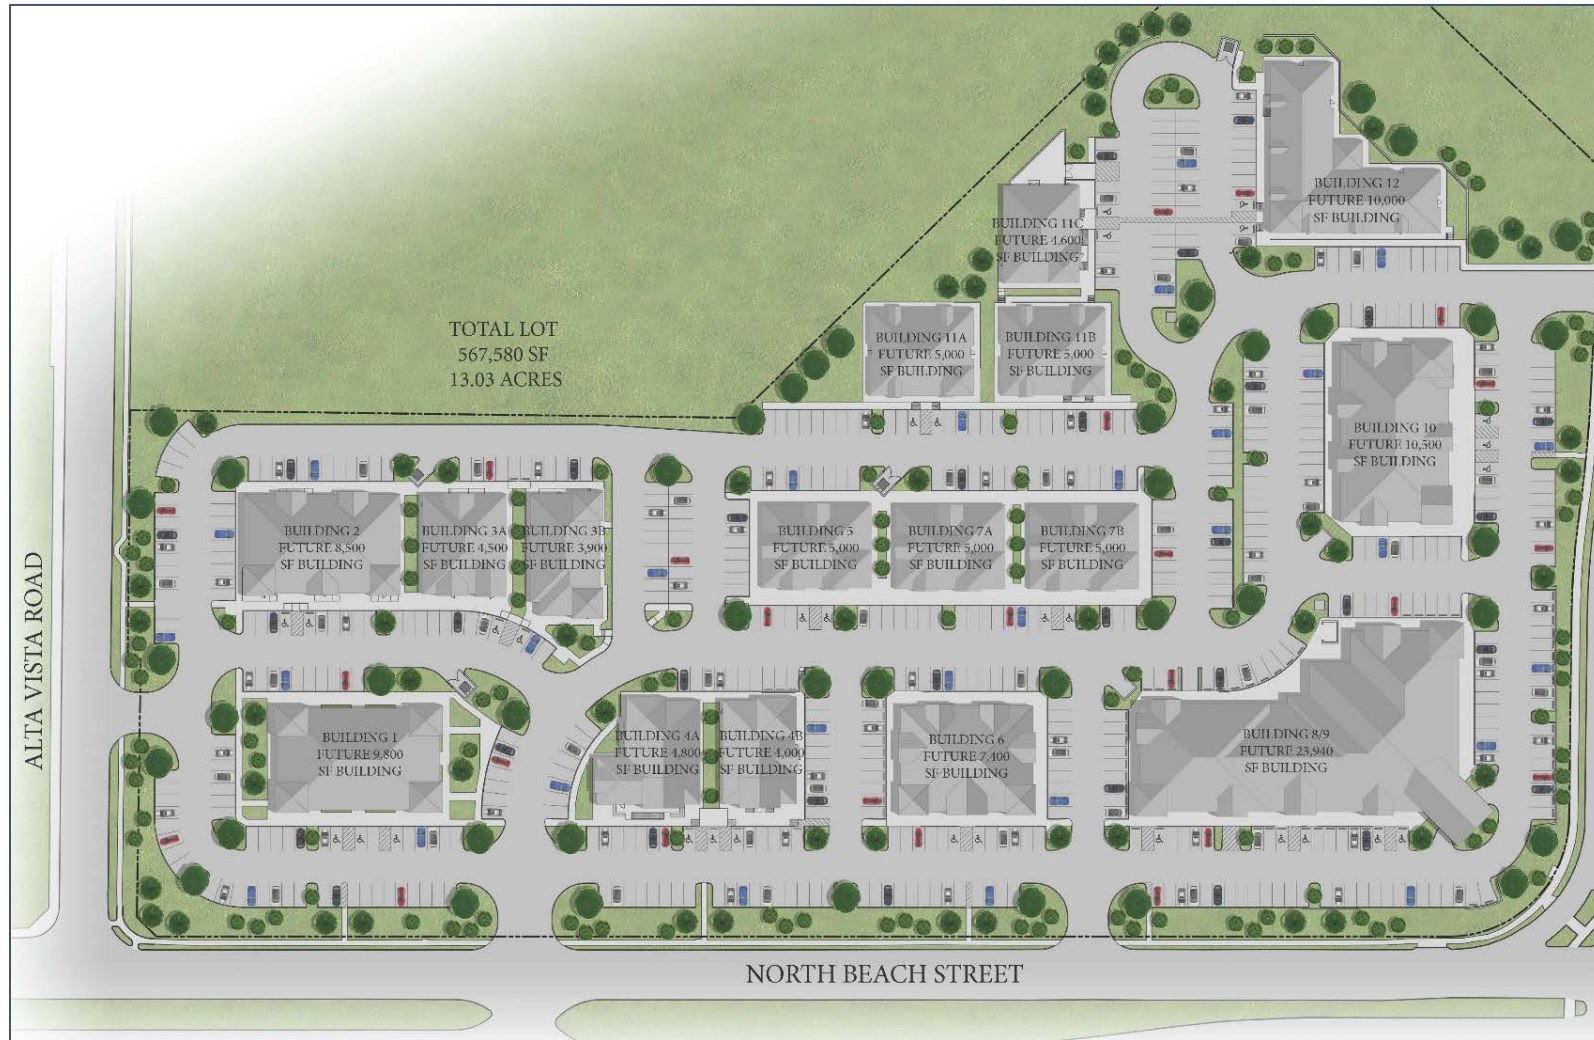 BUILDING 12
FUTURE 10,000
SF BUILDING
BUILDING 11C
FUTURE 4,600
SF BUILDING
TOTAL LOT
567,580 SF
13.03 ACRES
BUILDING 11A
FUTURE 5,000
SF BUILDING
BUILDING 11B
FUTURE 5,000
SF BUILDING
BUILDING 10
FUTURE 10,500
SF BUILDING
BUILDING 2
FUTURE 8,500
SF BUILDING
BUILDING 3A
FUTURE 4,500
SF BUILDING
BUILDING 3B
FUTURE 3,900
SF BUILDING
BUILDING 5
FUTURE 5,000
SF BUILDING
BUILDING 7A
FUTURE 5,000
SF BUILDING
BUILDING 7B
FUTURE 5,000
SF BUILDING
ALTA VISTA ROAD
BUILDING 1
FUTURE 9,800
SF BUILDING
BUILDING 4A
FUTURE 4,800
SF BUILDING
BUILDING 4B
FUTURE 4,000
SF BUILDING
BUILDING 6
FUTURE 7,400
SF BUILDING
BUILDING 8/9
FUTURE 23,940
SF BUILDING
NORTH BEACH STREET